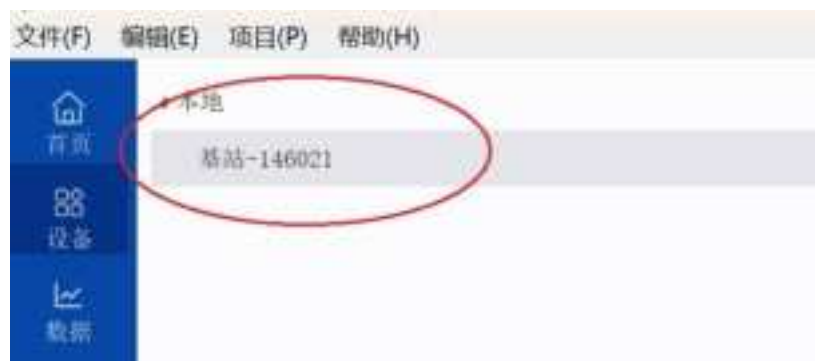 文件(F) 编辑(E) 项目(P) 帮助(H)
首页
本地
基站-146021
设备
数据